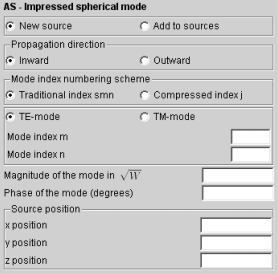 AS - Impressed spherical mode
New source Add to sources
Propagation direction
Inward Outward
Mode index numbering scheme
Traditional index smn Compressed index j
TE-mode TM-mode
Mode index m
Mode index n
Magnitude of the mode in √W
Phase of the mode (degrees)
Source position
x position
y position
z position